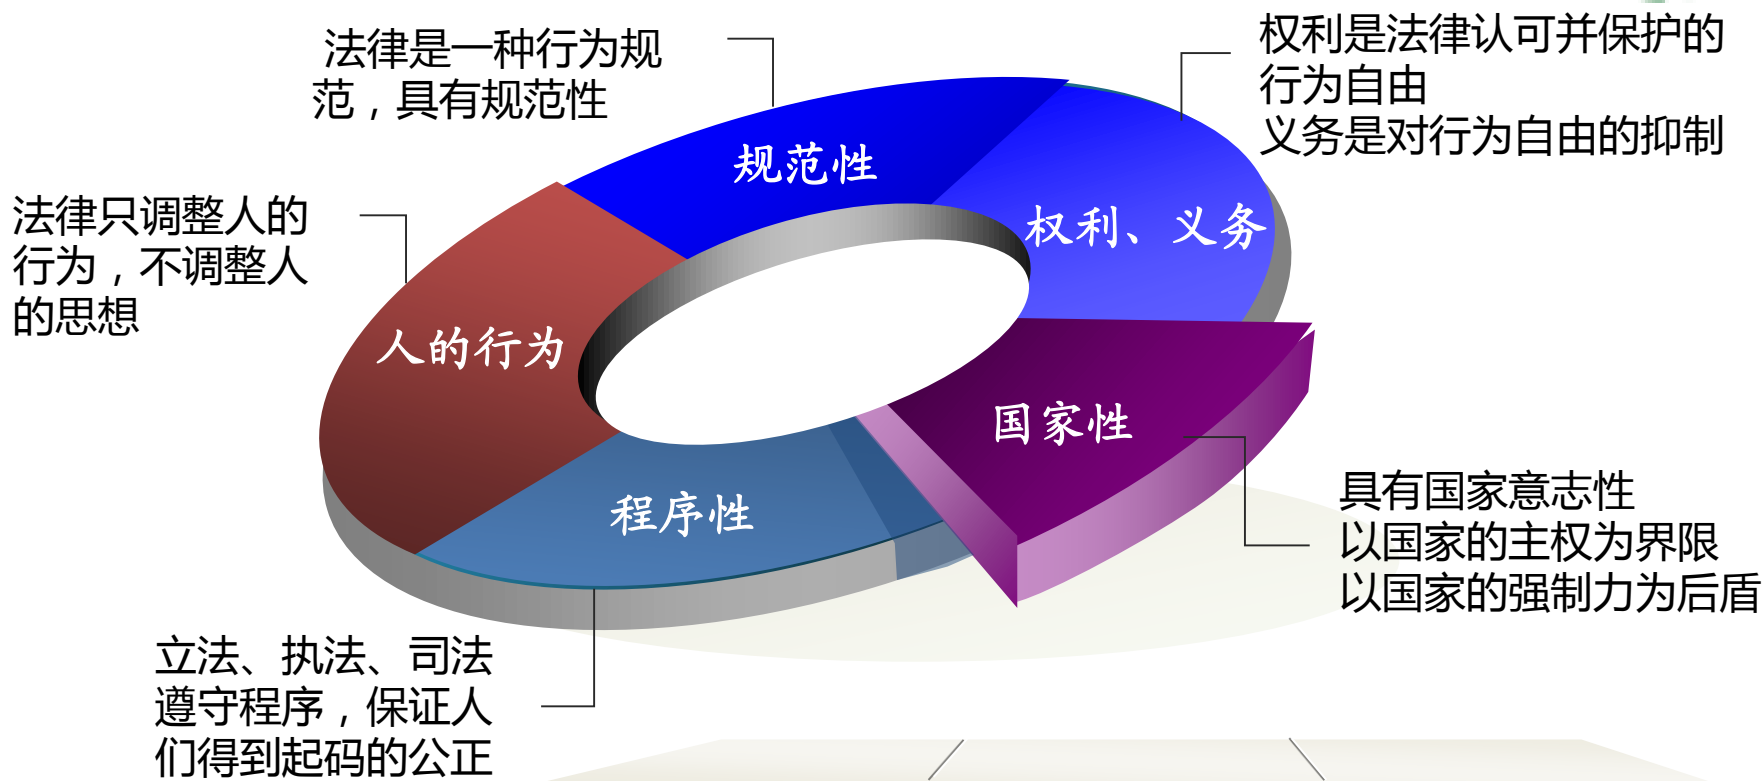 法律是一种行为规
范，具有规范性
权利是法律认可并保护的
行为自由
义务是对行为自由的抑制
规范性
权利、义务
法律只调整人的
行为，不调整人
的思想
人的行为
国家性
程序性
具有国家意志性
以国家的主权为界限
以国家的强制力为后盾
立法、执法、司法
遵守程序，保证人
们得到起码的公正